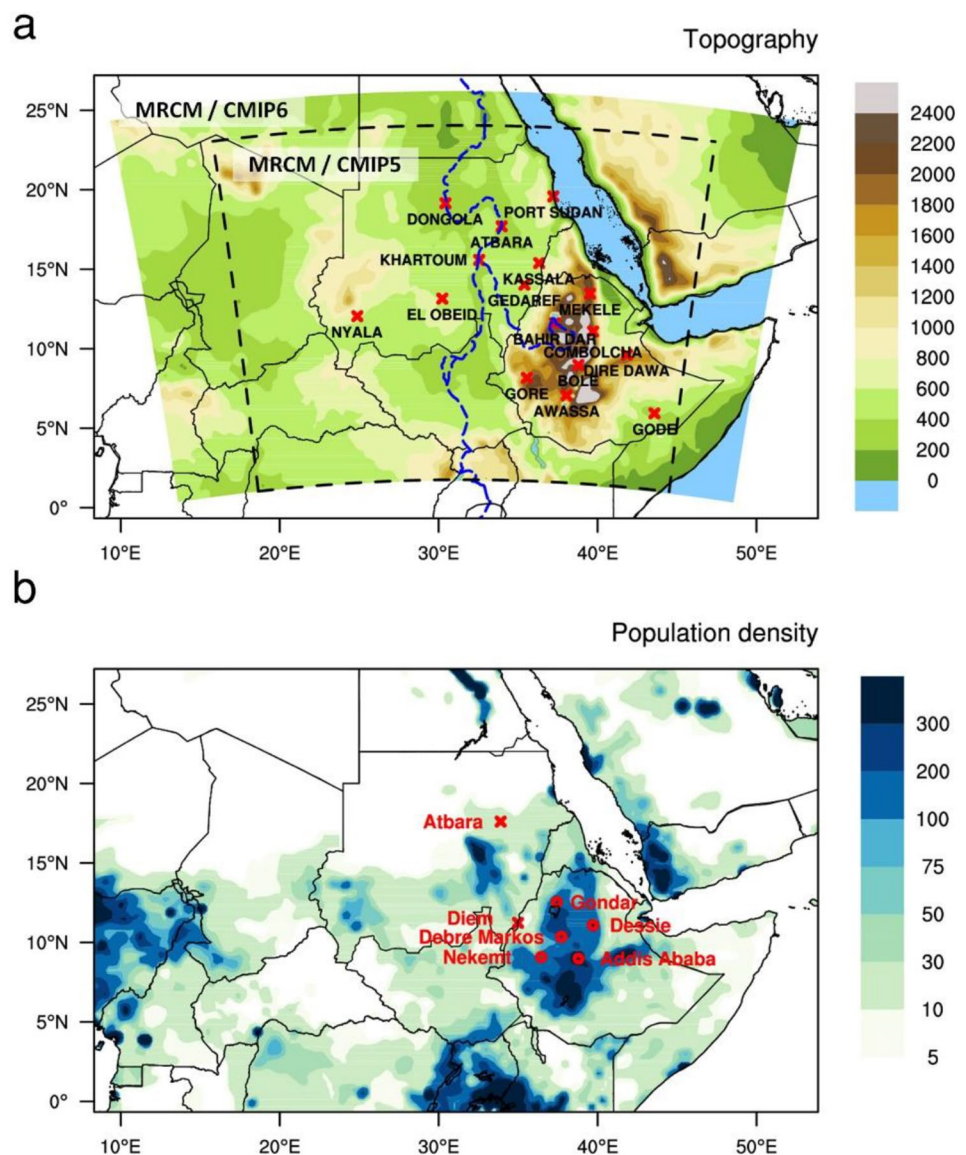 a
Topography
MRCM / CMIP6
MRCM / CMIP5
25°N
20°N
15°N
10°N
5°N
0°
10°E
20°E
30°E
40°E
50°E
DONGOLA
PORT SUDAN
ATBARA
KHARTOUM
KASSALA
GEDAREF
MEKELE
EL OBEID
NYALA
BAHIR DAR
COMBOLCHA
DIRE DAWA
BOLE
GORE
AWASSA
GODE
2400
2200
2000
1800
1600
1400
1200
1000
800
600
400
200
0
b
Population density
25°N
20°N
15°N
10°N
5°N
0°
10°E
20°E
30°E
40°E
50°E
Atbara
Gondar
Diem
Dessie
Debre Markos
Nekemt
Addis Ababa
300
200
100
75
50
30
10
5